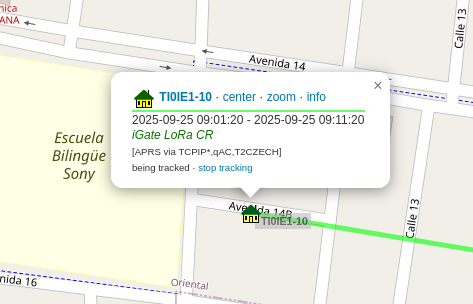 nica
ANA
Avenida 14
Calle 13
×
TI0IE1-10 · center · zoom · info
2025-09-25 09:01:20 - 2025-09-25 09:11:20
iGate LoRa CR
[APRS via TCPIP*,qAC,T2CZECH]
being tracked · stop tracking
Escuela
Bilingüe
Sony
Avenida 14B
TI0IE1-10
Calle 13
nida 16
Oriental